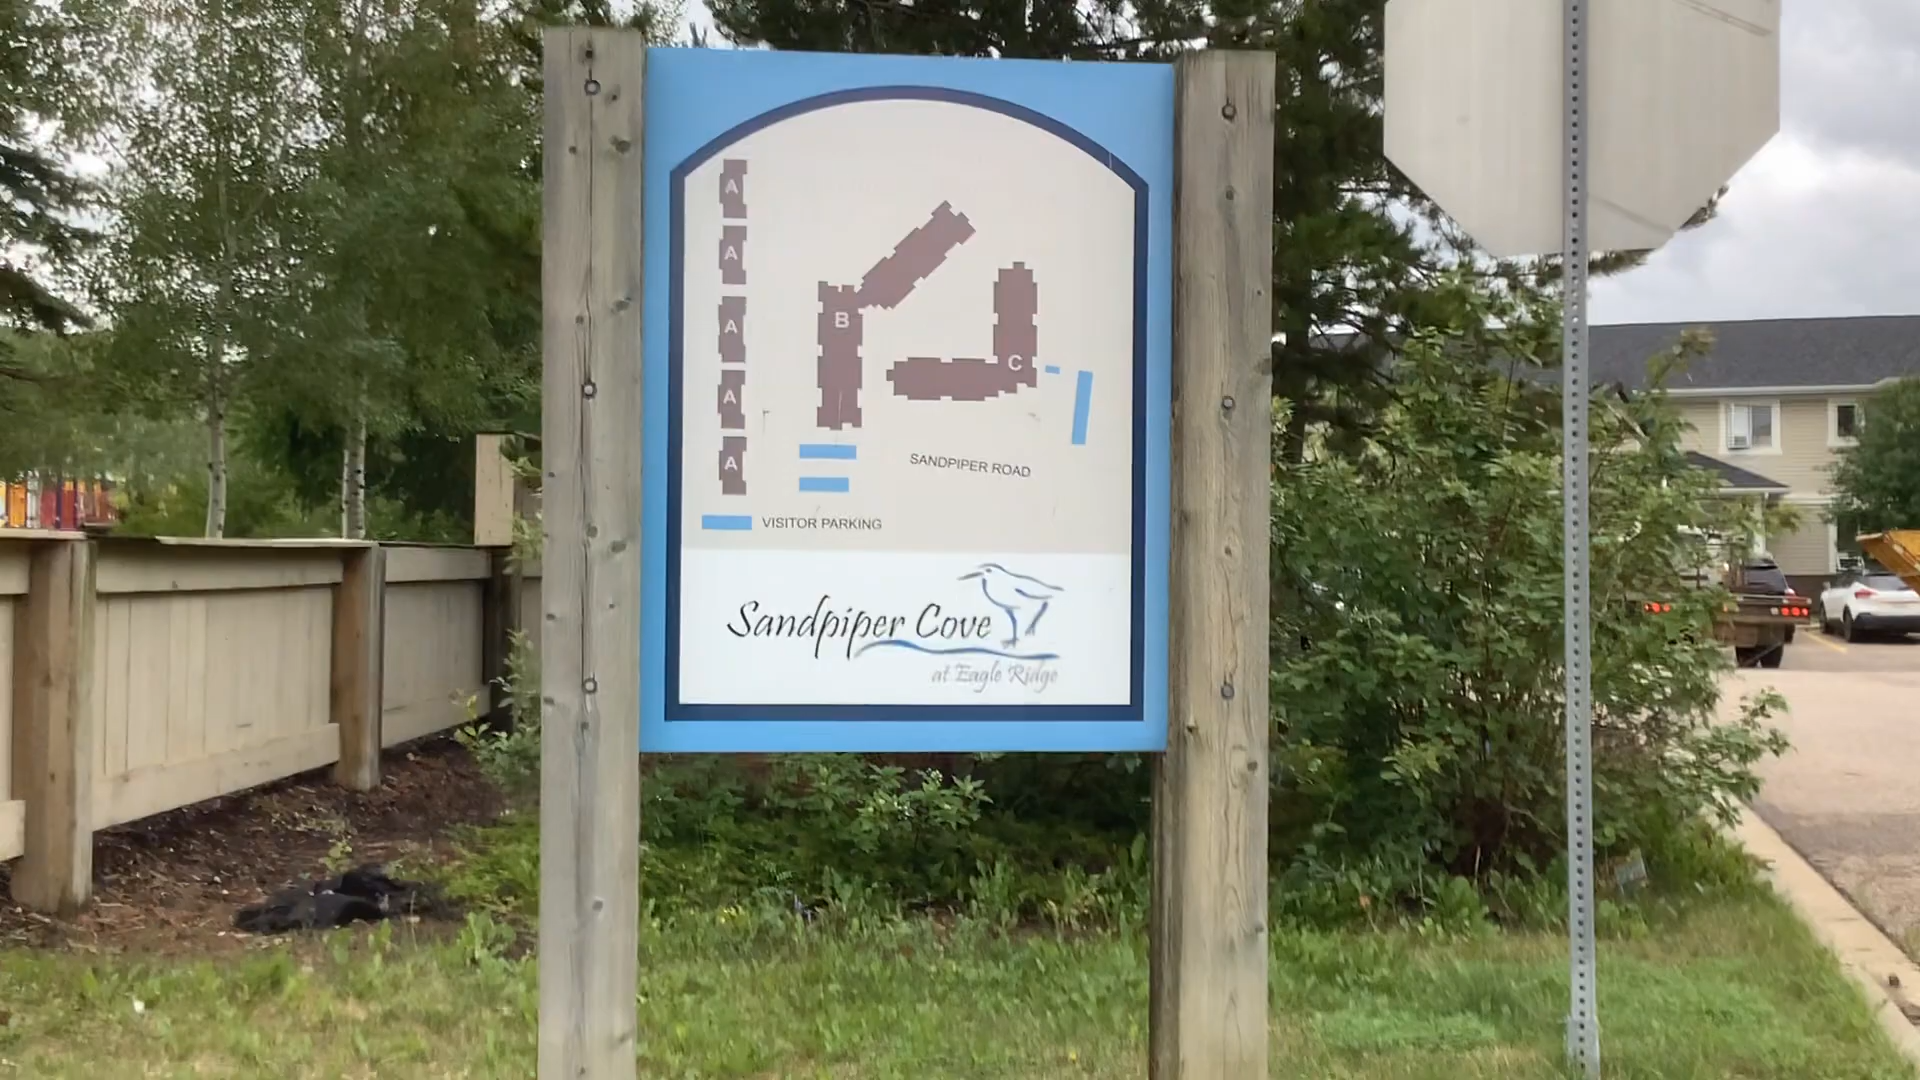 A
A
B
A
C
A
A
SANDPIPER ROAD
VISITOR PARKING
Sandpiper Cove
at Eagle Ridge